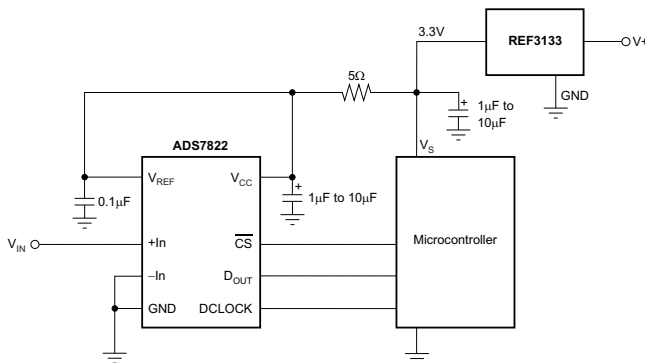 3.3V
REF3133
V+
5Ω
GND
1μF to
10μF
ADS7822
V_S
V_REF
V_CC
0.1μF
1μF to 10μF
V_IN
+In
C̅S̅
Microcontroller
–In
D_OUT
GND
DCLOCK
+
+